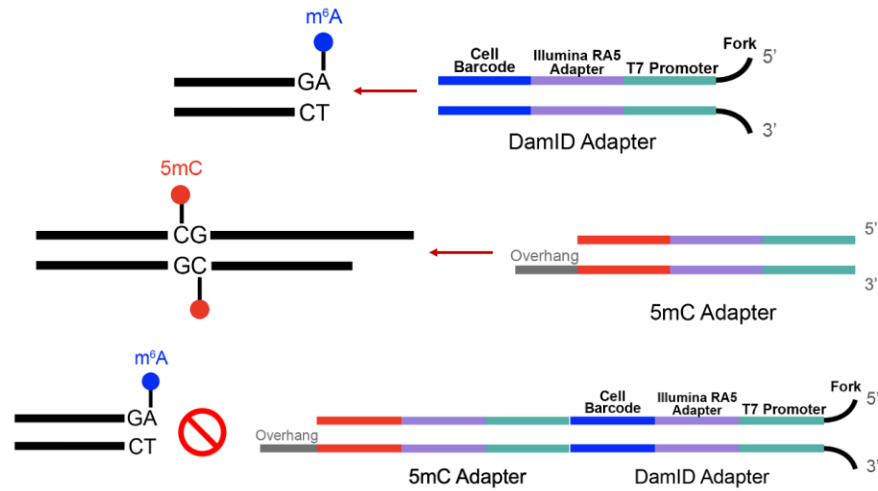 m⁶A
GA
CT
Cell
Barcode
Illumina RA5
Adapter
T7 Promoter
Fork
5'
3'
DamID Adapter
5mC
CG
GC
Overhang
5'
3'
5mC Adapter
m⁶A
GA
CT
Overhang
Cell
Barcode
Illumina RA5
Adapter
T7 Promoter
Fork
5'
3'
5mC Adapter
DamID Adapter